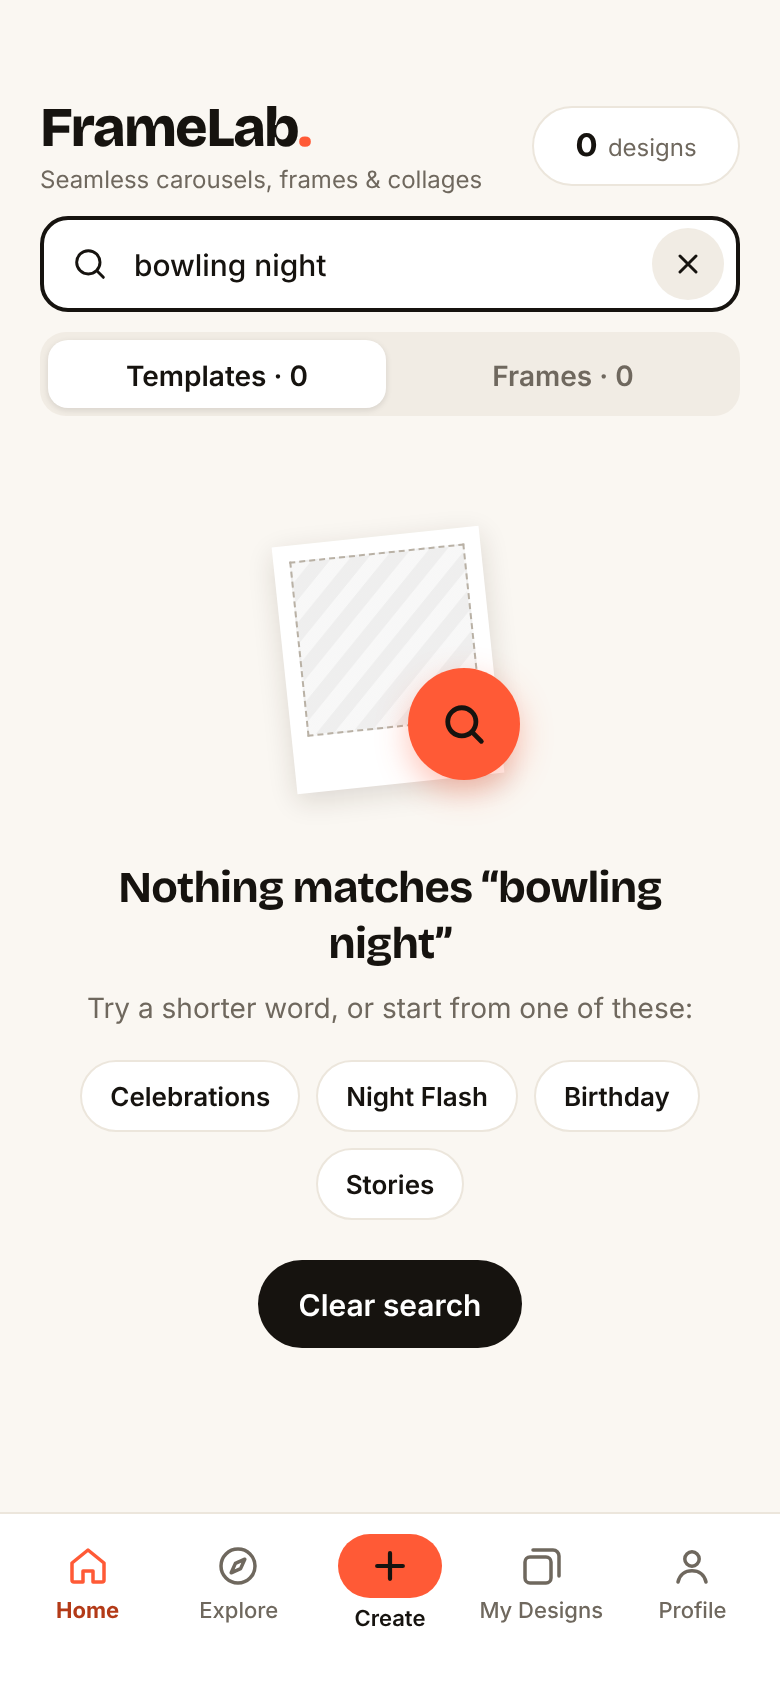 FrameLab.
Seamless carousels, frames & collages
0 designs
bowling night
Templates · 0
Frames · 0
Nothing matches “bowling
night”
Try a shorter word, or start from one of these:
Celebrations
Night Flash
Birthday
Stories
Clear search
Home
Explore
Create
My Designs
Profile